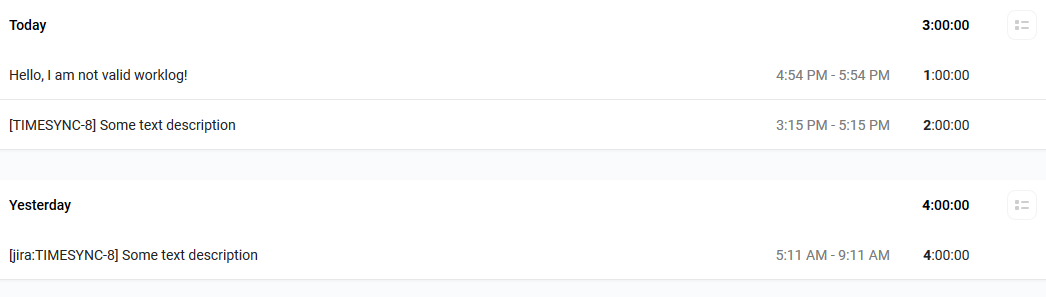 Today 3:00:00
Hello, I am not valid worklog! 4:54 PM - 5:54 PM 1:00:00
[TIMESYNC-8] Some text description 3:15 PM - 5:15 PM 2:00:00
Yesterday 4:00:00
[jira:TIMESYNC-8] Some text description 5:11 AM - 9:11 AM 4:00:00